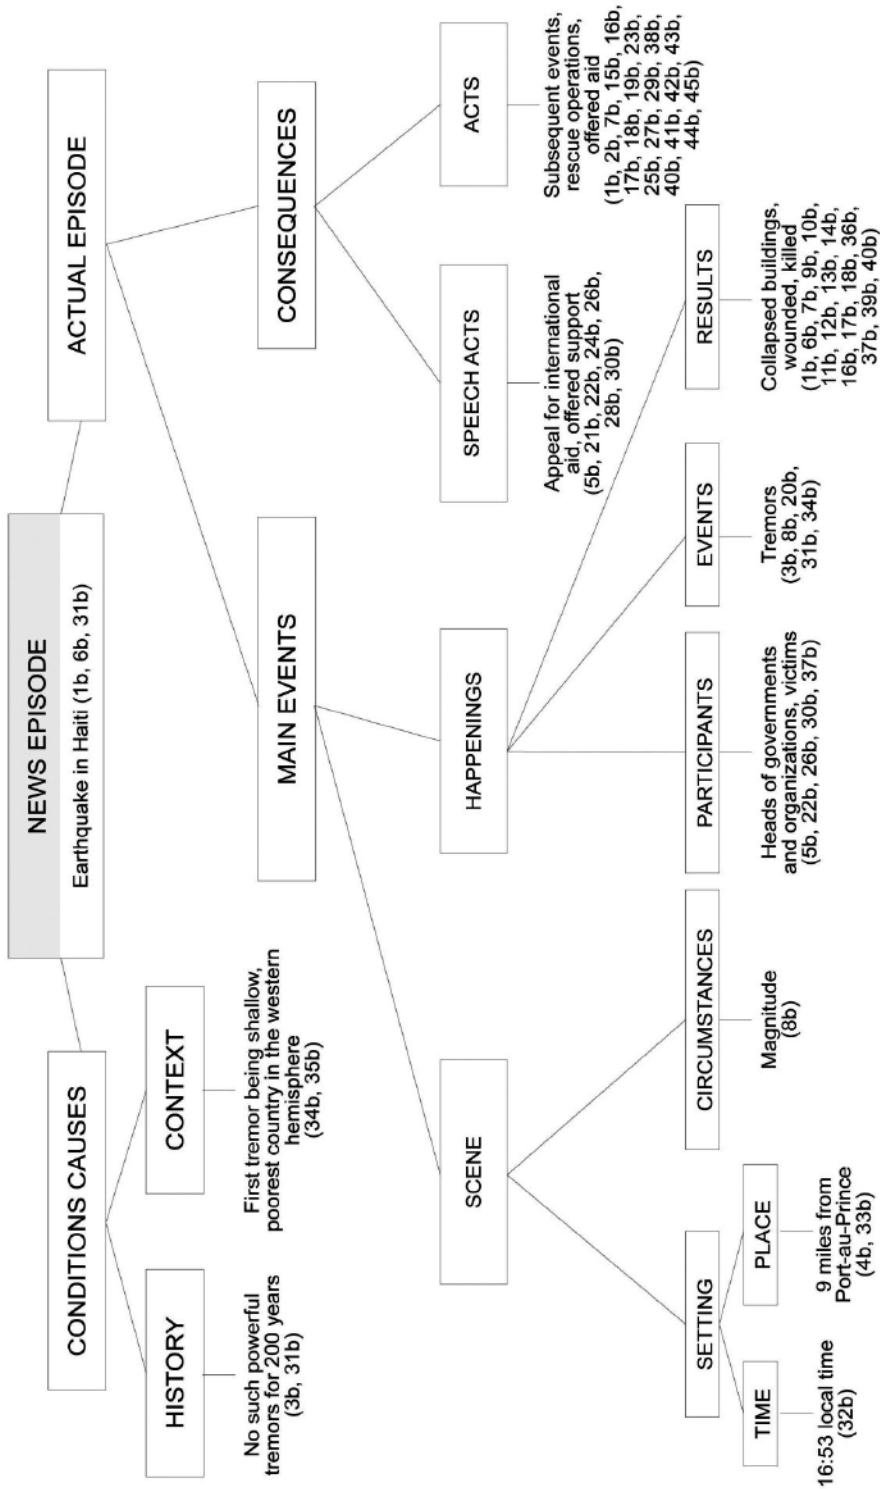 NEWS EPISODE
Earthquake in Haiti (1b, 6b, 31b)
CONDITIONS CAUSES
ACTUAL EPISODE
HISTORY
No such powerful
tremors for 200 years
(3b, 31b)
CONTEXT
First tremor being shallow,
poorest country in the western
hemisphere
(34b, 35b)
MAIN EVENTS
CONSEQUENCES
SCENE
HAPPENINGS
SPEECH ACTS
Appeal for international
aid, offered support
(5b, 21b, 22b, 24b, 26b,
28b, 30b)
ACTS
Subsequent events,
rescue operations,
offered aid
(1b, 2b, 7b, 15b, 16b,
17b, 18b, 19b, 23b,
25b, 27b, 29b, 38b,
40b, 41b, 42b, 43b,
44b, 45b)
SETTING
TIME
16:53 local time
(32b)
PLACE
9 miles from
Port-au-Prince
(4b, 33b)
CIRCUMSTANCES
Magnitude
(8b)
PARTICIPANTS
Heads of governments
and organizations, victims
(5b, 22b, 26b, 30b, 37b)
EVENTS
Tremors
(3b, 8b, 20b,
31b, 34b)
RESULTS
Collapsed buildings,
wounded, killed
(1b, 6b, 7b, 9b, 10b,
11b, 12b, 13b, 14b,
16b, 17b, 18b, 36b,
37b, 39b, 40b)